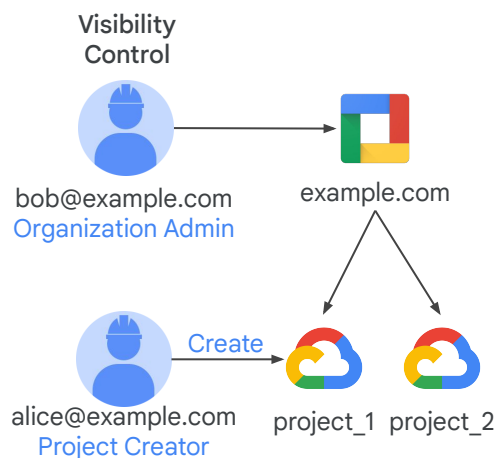 Visibility
Control
bob@example.com
Organization Admin
example.com
Create
alice@example.com
Project Creator
project_1
project_2